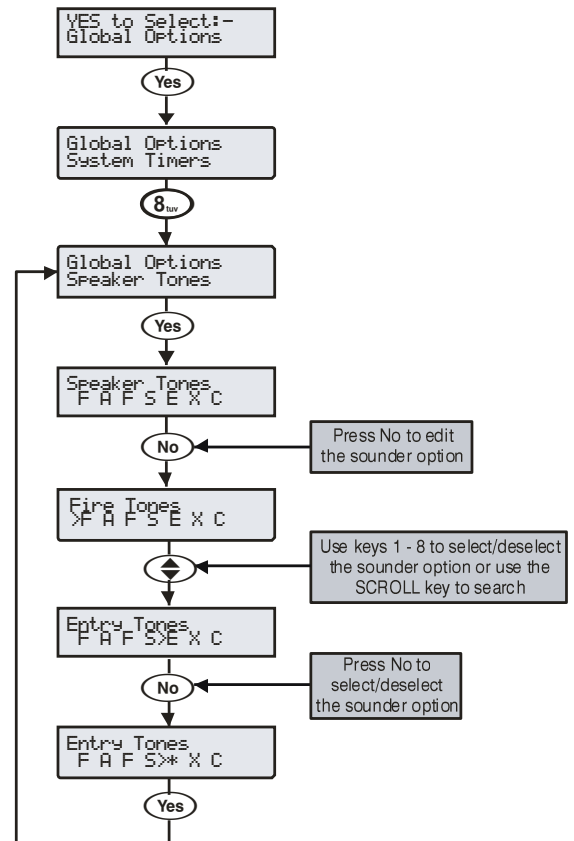 YES to Select:-
Global Options
Yes
Global Options
System Timers
8tuv
Global Options
Speaker Tones
Yes
Speaker Tones
F A F S E X C
No
Press No to edit
the sounder option
Fire Tones
>F A F S E X C
Use keys 1 - 8 to select/deselect
the sounder option or use the
SCROLL key to search
Entry Tones
F A F S>E X C
No
Press No to
select/deselect
the sounder option
Entry Tones
F A F S>* X C
Yes